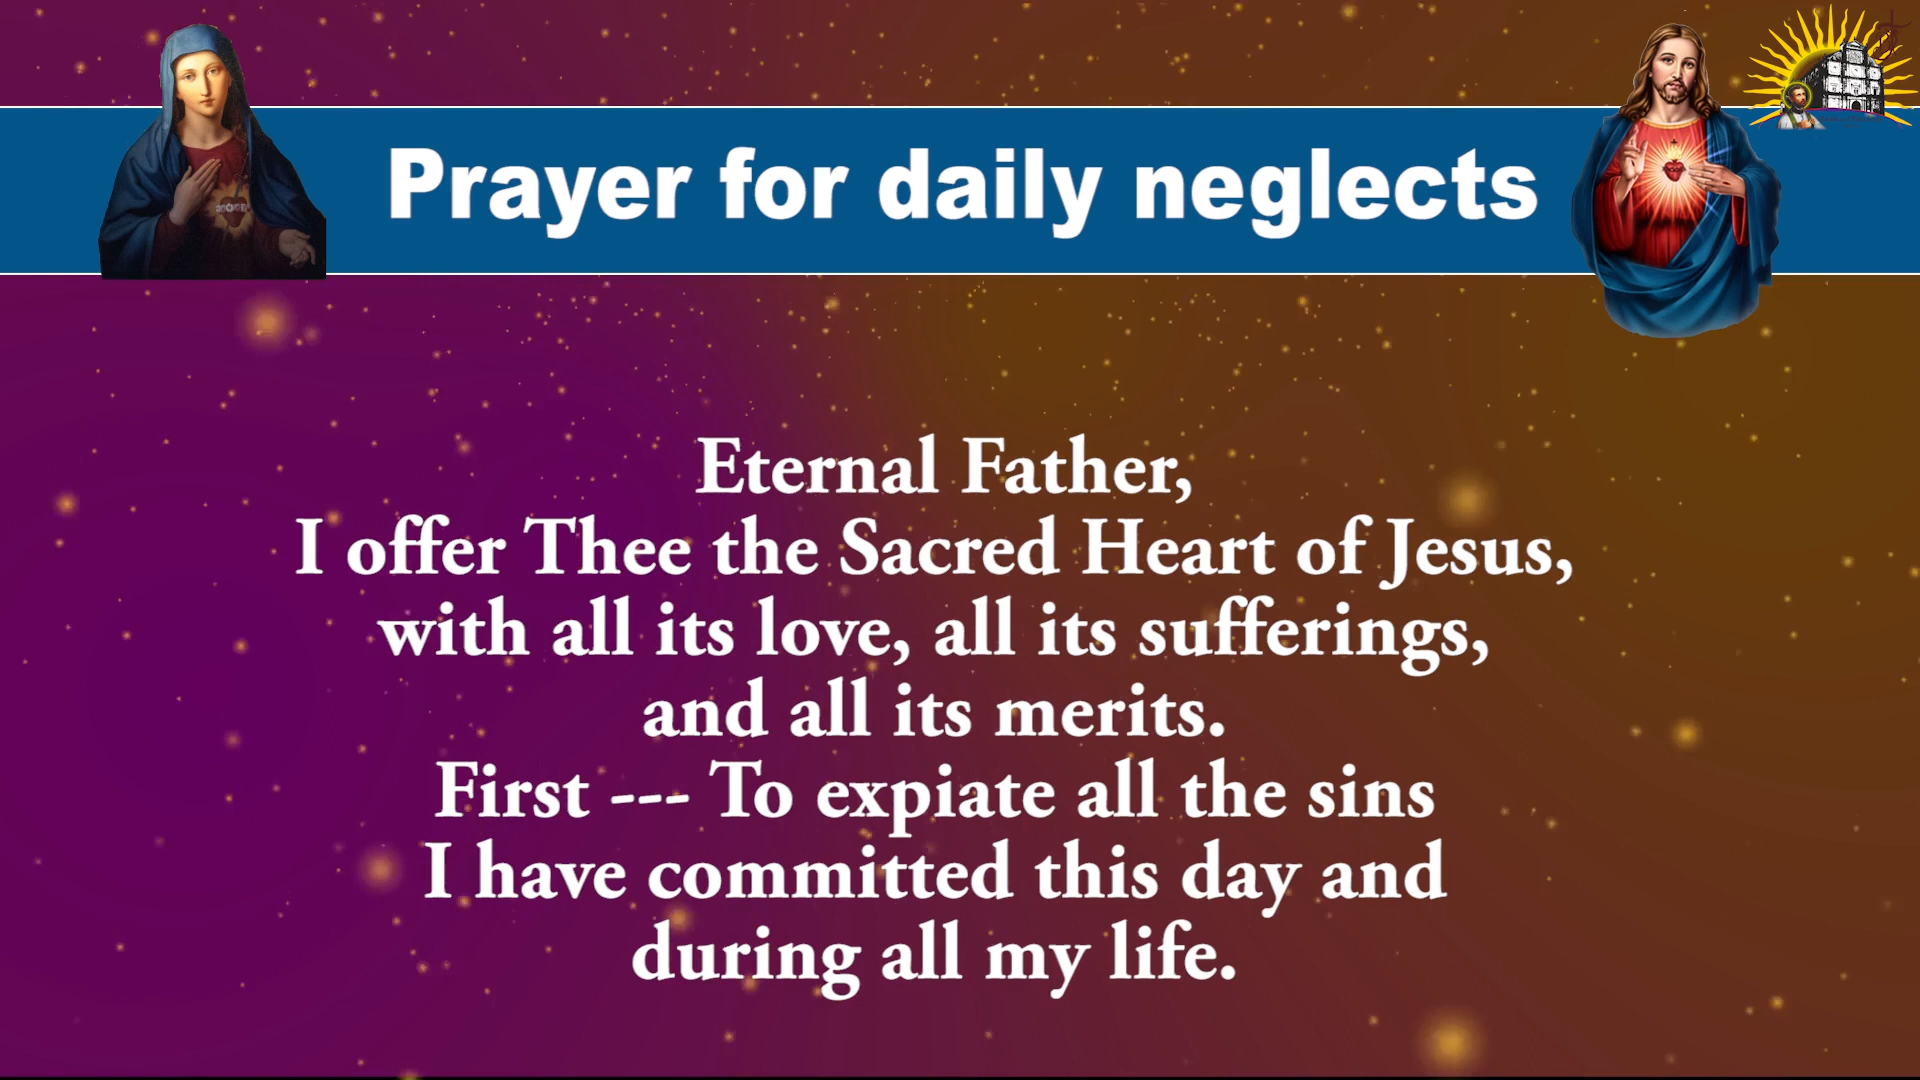 Prayer for daily neglects
Eternal Father,
I offer Thee the Sacred Heart of Jesus,
with all its love, all its sufferings,
and all its merits.
First --- To expiate all the sins
I have committed this day and
during all my life.